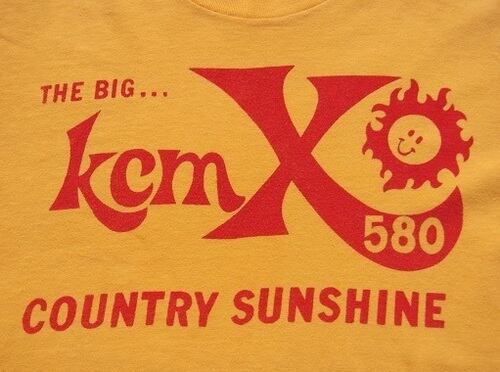 THE BIG...
kcmX
580
COUNTRY SUNSHINE